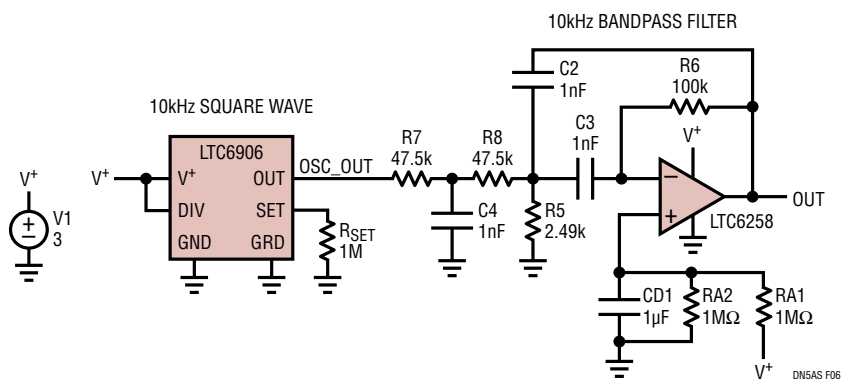 10kHz BANDPASS FILTER
C2
1nF
R6
100k
10kHz SQUARE WAVE
C3
1nF
V+
LTC6906
R7
47.5k
R8
47.5k
OSC_OUT
V+
V+
V+
OUT
–
OUT
V1
3
+
–
DIV
SET
C4
1nF
R5
2.49k
+
LTC6258
GND
GRD
RSET
1M
CD1
1µF
RA2
1MΩ
RA1
1MΩ
V+
DN5AS F06